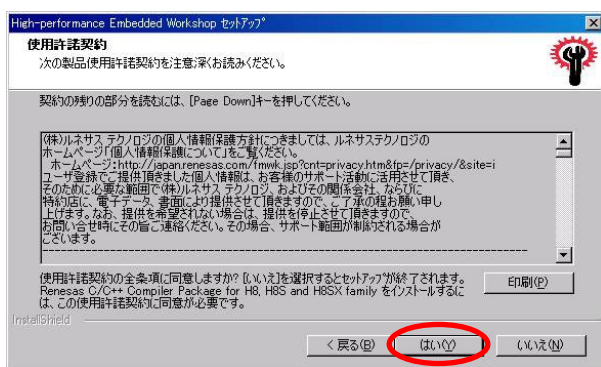 High-performance Embedded Workshop ｾｯﾄｱｯﾌﾟ
使用許諾契約
次の製品使用許諾契約を注意深くお読みください。
契約の残りの部分を読むには、[Page Down]キーを押してください。
(株)ルネサス テクノロジの個人情報保護方針につきましては、ルネサステクノロジの
ホームページ「個人情報保護について」をご覧ください。
ホームページ:http://japan.renesas.com/fmwk.jsp?cnt=privacy.htm&fp=/privacy/&site=i
ユーザ登録でご提供頂きました個人情報は、お客様のサポート活動に活用させて頂き、
そのために必要な範囲で(株)ルネサス テクノロジ、およびその関係会社、ならびに
特約店に、電子データ、書面により提供させて頂きますので、ご了承の程お願い申し
上げます。なお、提供を希望されない場合は、提供を停止させて頂きますので、
お問い合せ時にその旨ご連絡ください。その場合、サポート範囲が制約される場合が
ございます。
使用許諾契約の全条項に同意しますか? [いいえ]を選択するとｾｯﾄｱｯﾌﾟが終了されます。
Renesas C/C++ Compiler Package for H8, H8S and H8SX family をインストールするに
は、この使用許諾契約に同意が必要です。
印刷(P)
InstallShield
< 戻る(B)
はい(Y)
いいえ(N)